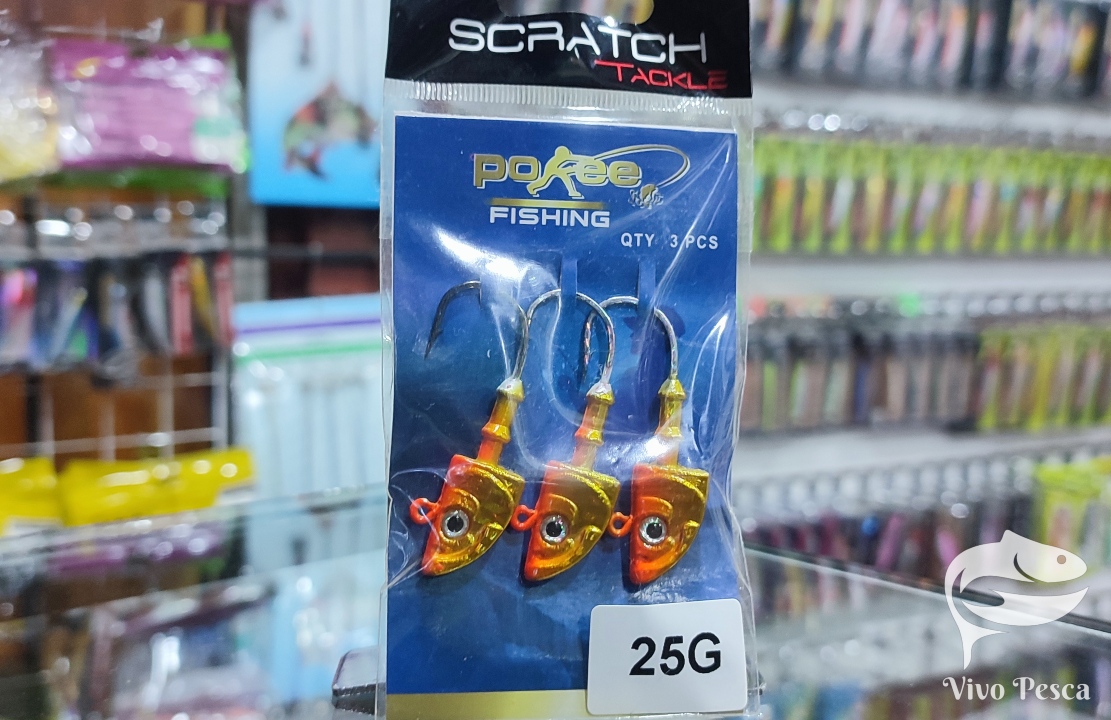 SCRATCH
TACKLE
pokee
FISHING
QTY 3 PCS
25G
Vivo Pesca